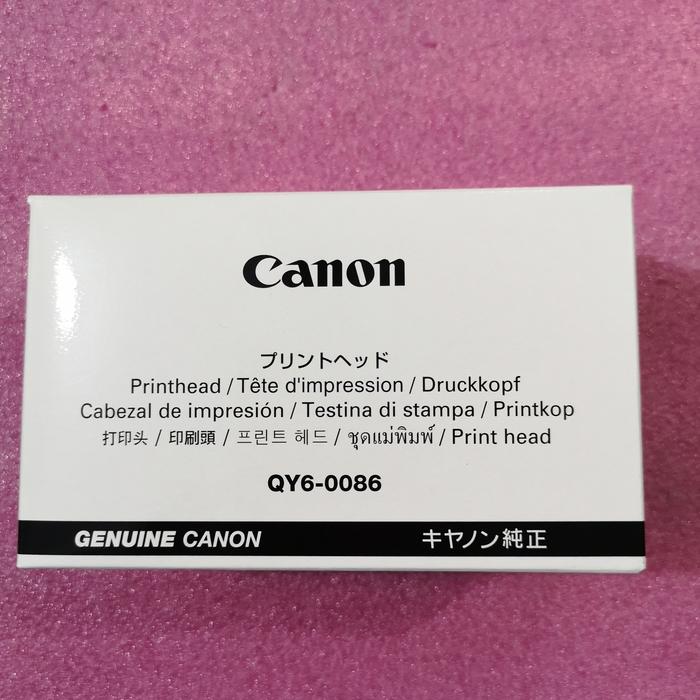 Canon
プリントヘッド
Printhead / Tête d'impression / Druckkopf
Cabezal de impresión / Testina di stampa / Printkop
打印头 / 印刷頭 / 프린트 헤드 / ชุดแม่พิมพ์ / Print head
QY6-0086
GENUINE CANON キヤノン純正